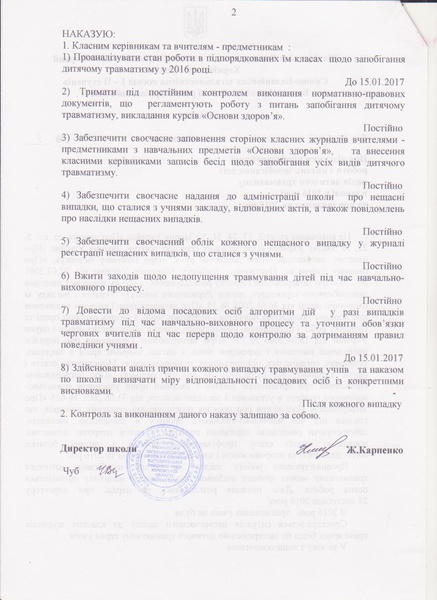 2
НАКАЗУЮ:
1. Класним керівникам та вчителям - предметникам :
1) Проаналізувати стан роботи в підпорядкованих їм класах щодо запобігання
дитячому травматизму у 2016 році.
До 15.01.2017
2) Тримати під постійним контролем виконання нормативно-правових
документів, що регламентують роботу з питань запобігання дитячому
травматизму, викладання курсів «Основи здоров’я».
Постійно
3) Забезпечити своєчасне заповнення сторінок класних журналів вчителями -
предметниками з навчальних предметів «Основи здоров’я», та внесення
класними керівниками записів бесід щодо запобігання усіх видів дитячого
травматизму.
Постійно
4) Забезпечити своєчасне надання до адміністрації школи про нещасні
випадки, що сталися з учнями закладу, відповідних актів, а також повідомлень
про наслідки нещасних випадків.
Постійно
5) Забезпечити своєчасний облік кожного нещасного випадку у журналі
реєстрації нещасних випадків, що сталися з учнями.
Постійно
6) Вжити заходів щодо недопущення травмування дітей під час навчально-
виховного процесу.
Постійно
7) Довести до відома посадових осіб алгоритми дій у разі випадків
травматизму під час навчально-виховного процесу та уточнити обов’язки
чергових вчителів під час перерв щодо контролю за дотриманням правил
поведінки учнями .
До 15.01.2017
8) Здійснювати аналіз причин кожного випадку травмування учнів та наказом
по школі визначати міру відповідальності посадових осіб із конкретними
висновками.
Після кожного випадку
2. Контроль за виконанням даного наказу залишаю за собою.
Директор школи Ж.Карпенко
Чуб